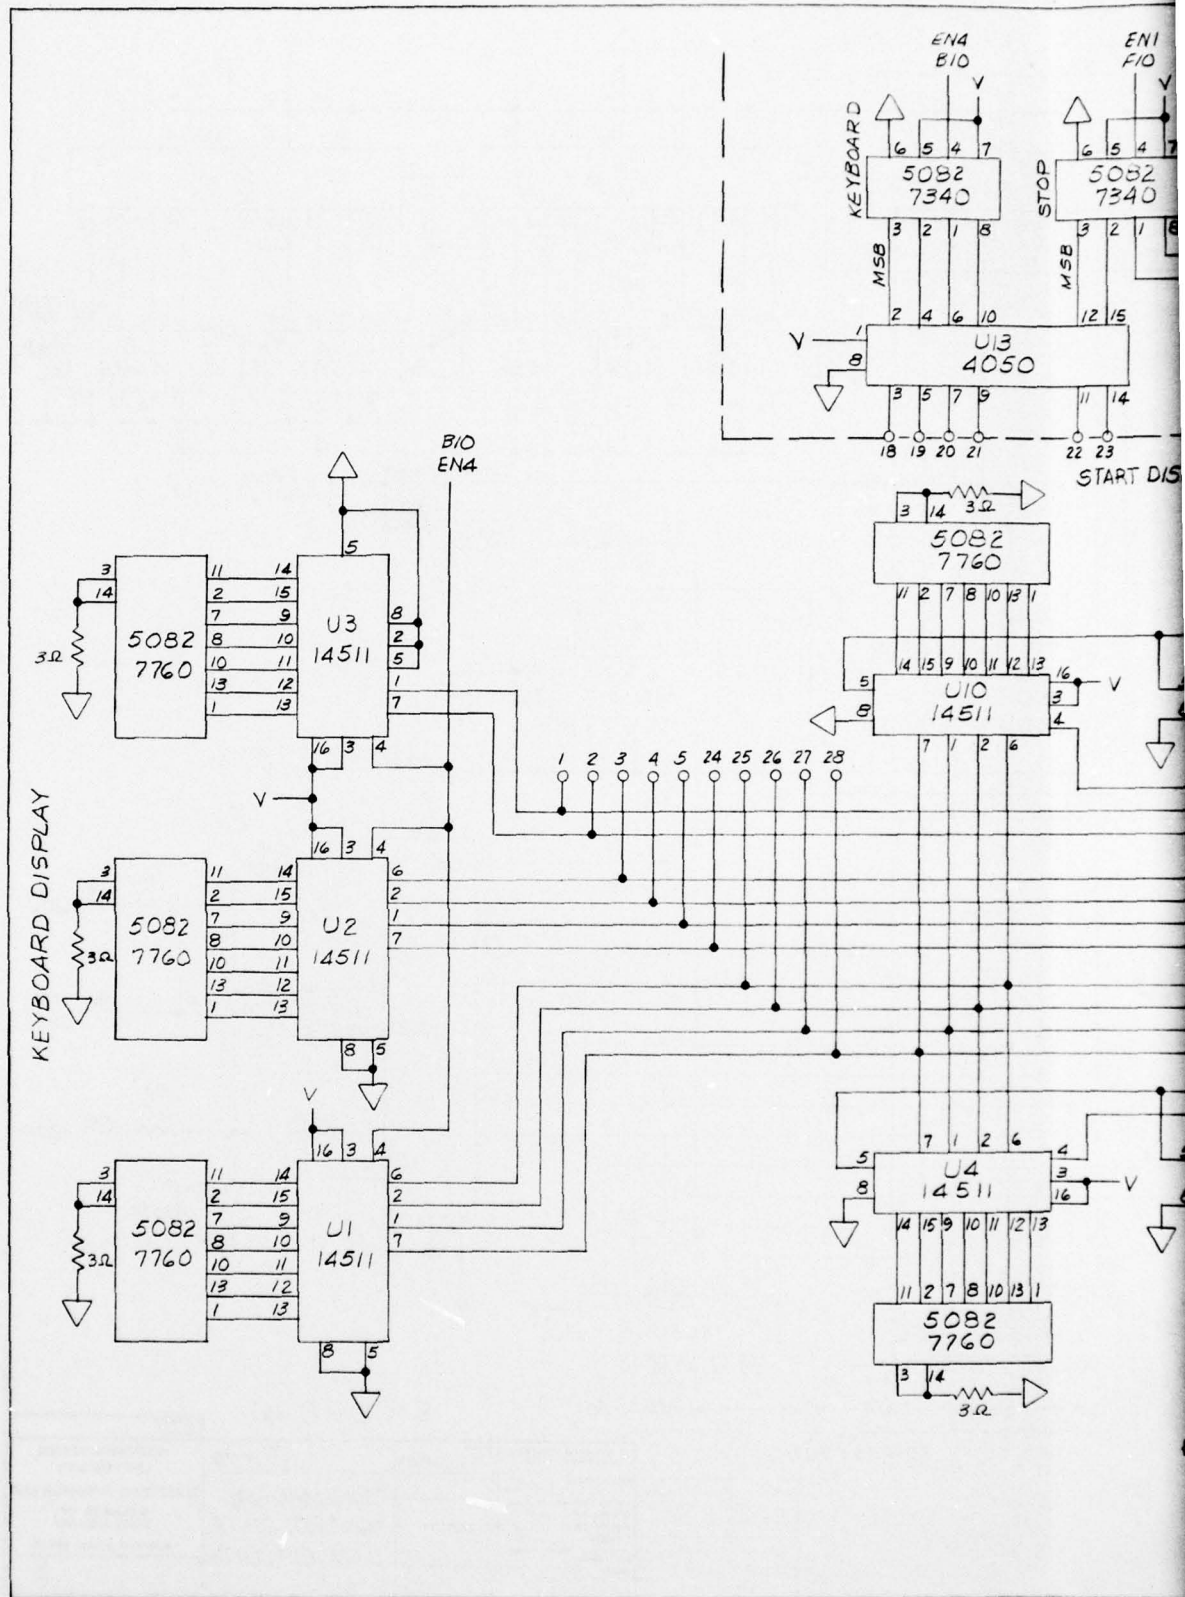 EN4
B10
V
EN1
F10
V
KEYBOARD
6 5 4 7
5082
7340
3 2 1 8
MSB
STOP
6 5 4 7
5082
7340
3 2 1 8
MSB
2 4 6 10 12 15
V 1
8
U13
4050
3 5 7 9 11 14
18 19 20 21 22 23
START DIS
B10
EN4
3 14 3Ω
5082
7760
11 2 7 8 10 13 1
14 15 9 10 11 12 13
5
8
U10
14511
16 V
3
4
7 1 2 6
3
14
3Ω
5082
7760
11 14
2 15
7 9
8 10
10 11
13 12
1 13
5
U3
14511
8
2
5
1
7
16 3 4
V
1 2 3 4 5 24 25 26 27 28
KEYBOARD DISPLAY
16 3 4
3
14
3Ω
5082
7760
11 14
2 15
7 9
8 10
10 11
13 12
1 13
U2
14511
6
2
1
7
8 5
V
16 3 4
3
14
3Ω
5082
7760
11 14
2 15
7 9
8 10
10 11
13 12
1 13
U1
14511
6
2
1
7
8 5
7 1 2 6
5
8
U4
14511
4
3 V
16
14 15 9 10 11 12 13
11 2 7 8 10 13 1
5082
7760
3 14
3Ω